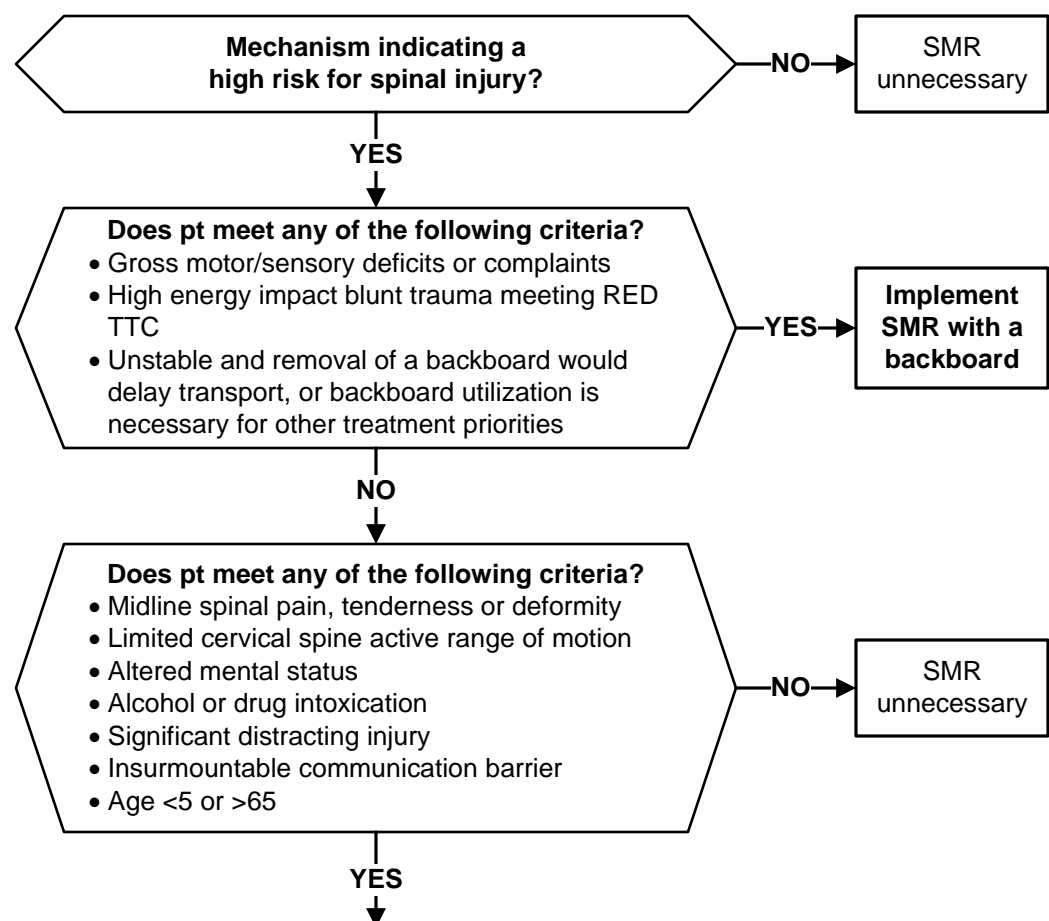 Mechanism indicating a
high risk for spinal injury?
NO
SMR
unnecessary
YES
Does pt meet any of the following criteria?
• Gross motor/sensory deficits or complaints
• High energy impact blunt trauma meeting RED
TTC
• Unstable and removal of a backboard would
delay transport, or backboard utilization is
necessary for other treatment priorities
YES
Implement
SMR with a
backboard
NO
Does pt meet any of the following criteria?
• Midline spinal pain, tenderness or deformity
• Limited cervical spine active range of motion
• Altered mental status
• Alcohol or drug intoxication
• Significant distracting injury
• Insurmountable communication barrier
• Age <5 or >65
NO
SMR
unnecessary
YES